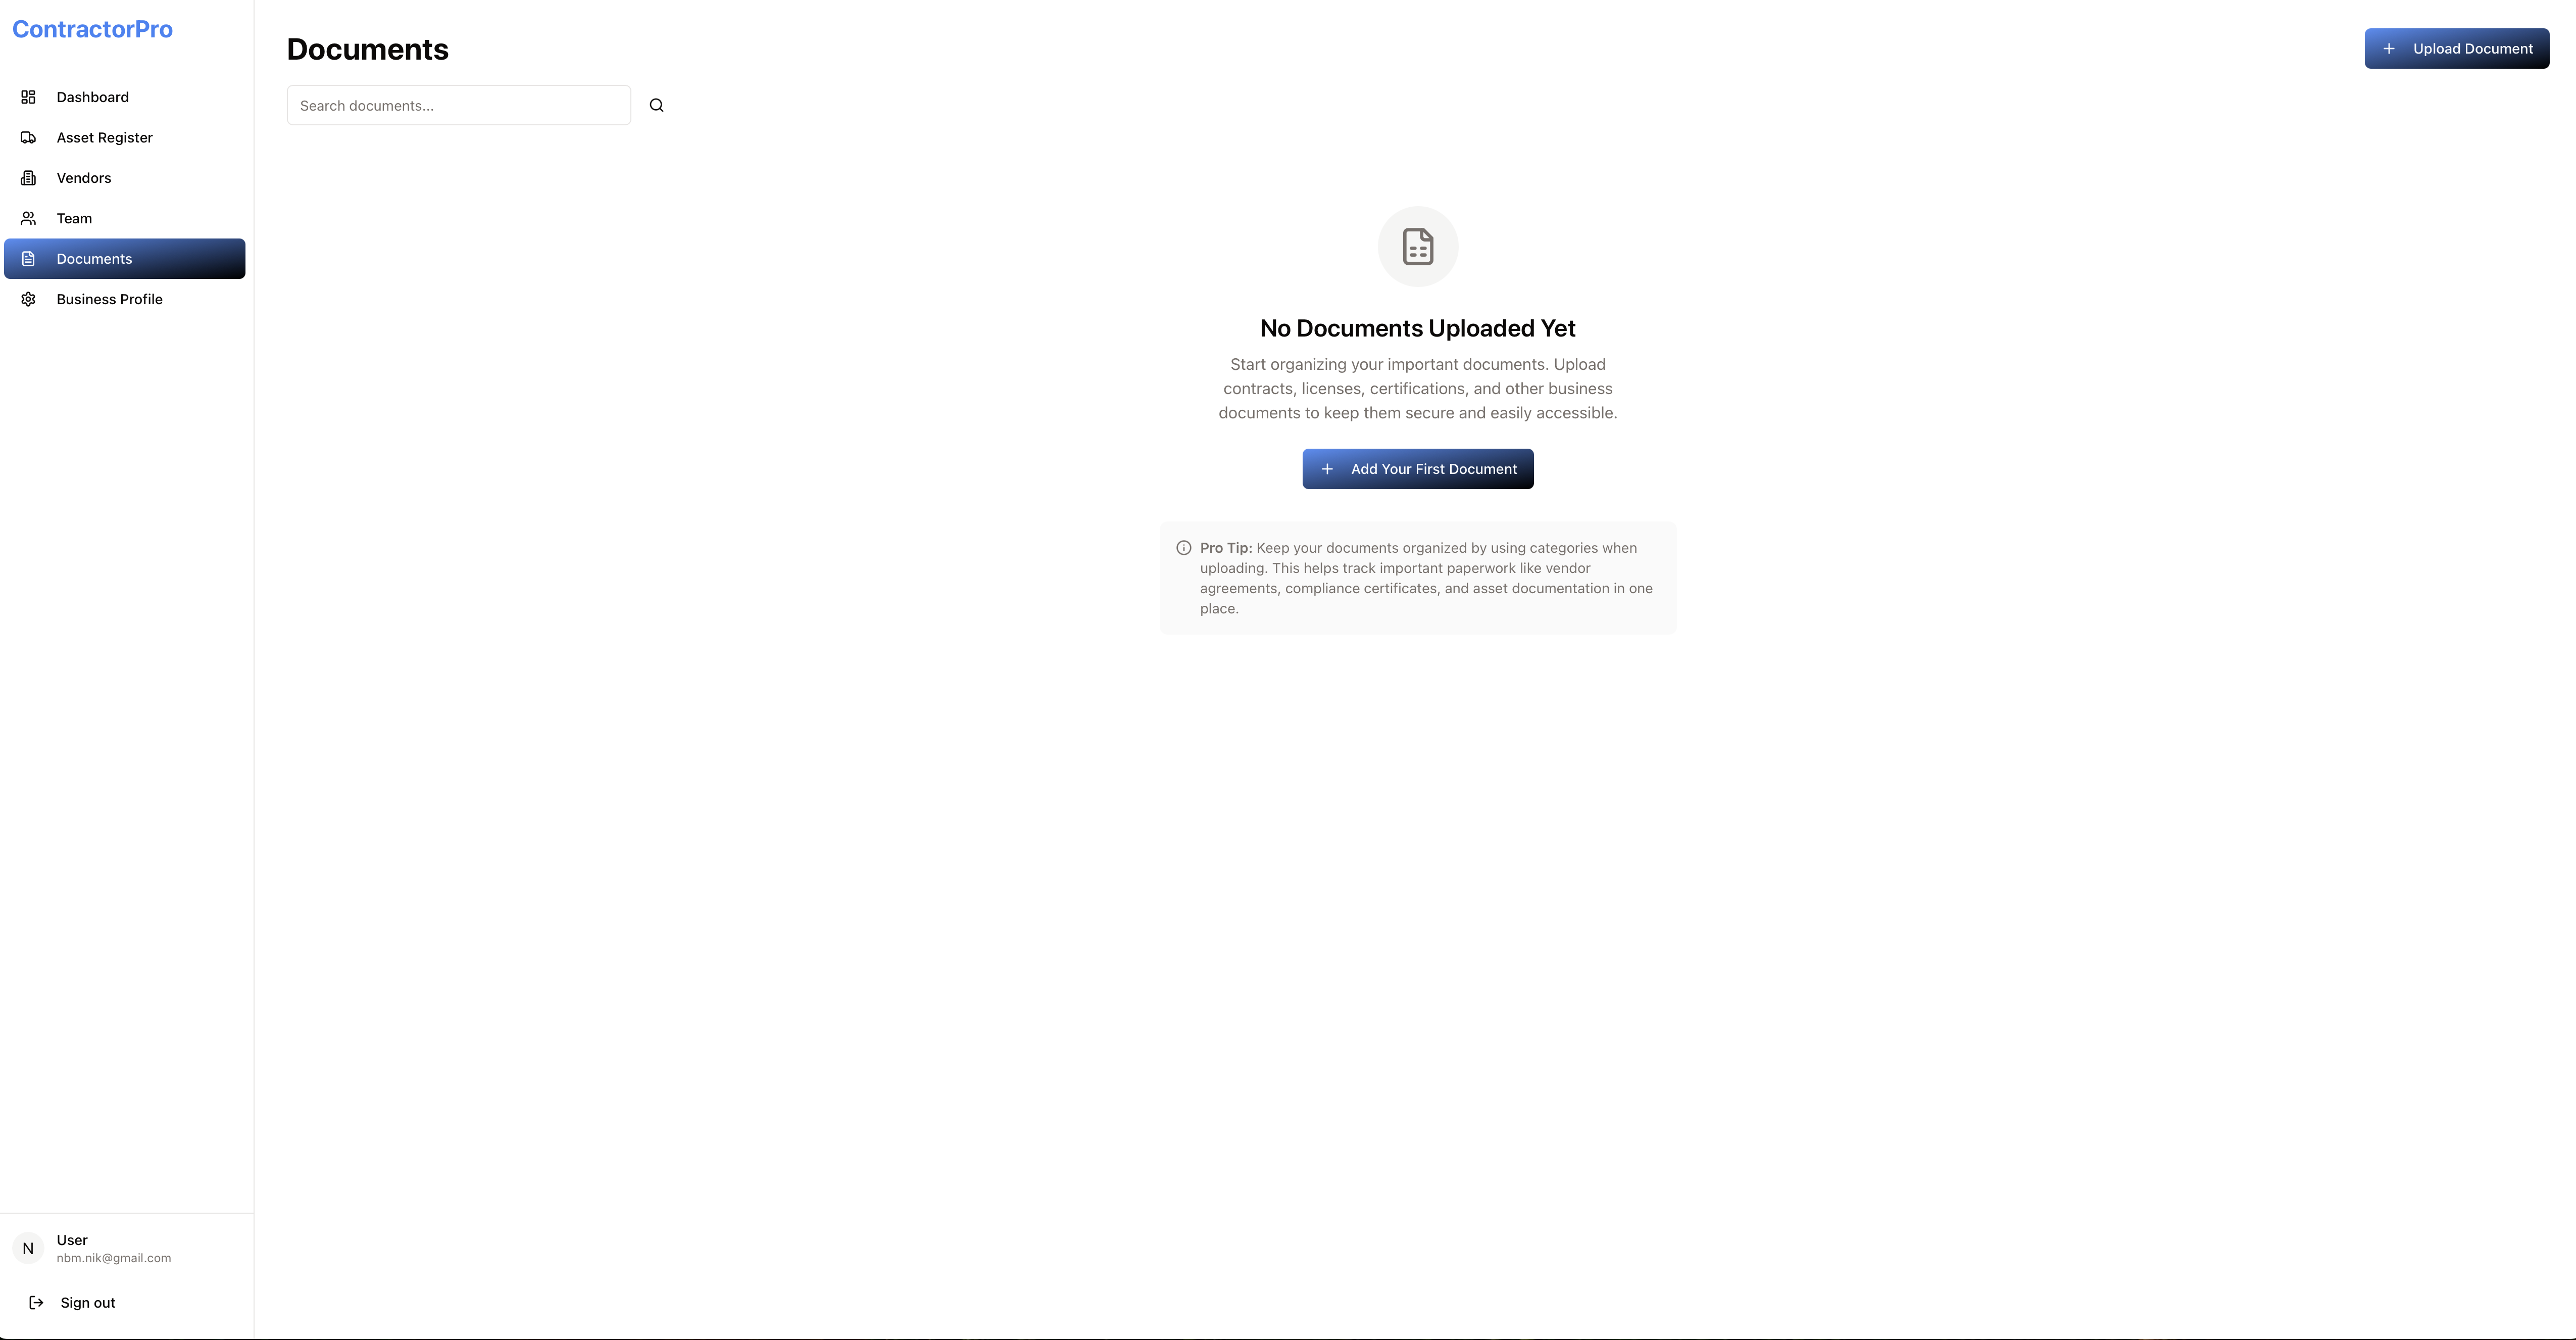 ContractorPro
Dashboard
Asset Register
Vendors
Team
Documents
Business Profile
User
nbm.nik@gmail.com
N
Sign out
Documents
Upload Document
Search documents...
No Documents Uploaded Yet
Start organizing your important documents. Upload
contracts, licenses, certifications, and other business
documents to keep them secure and easily accessible.
Add Your First Document
Pro Tip: Keep your documents organized by using categories when
uploading. This helps track important paperwork like vendor
agreements, compliance certificates, and asset documentation in one
place.